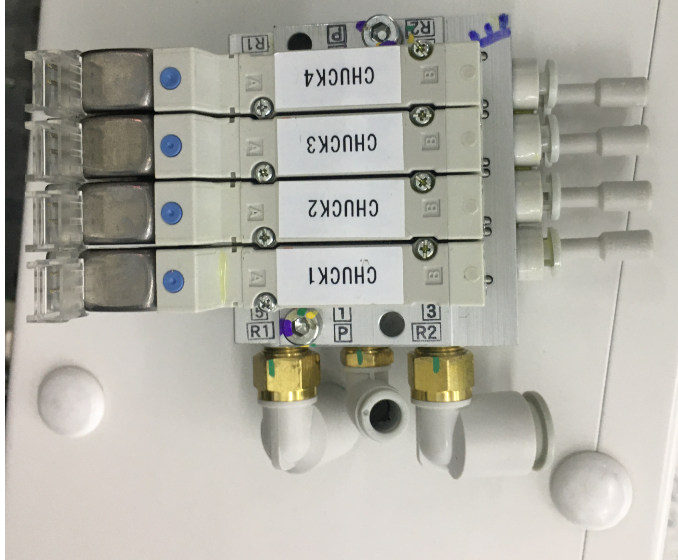 R1 P R2
A CHUCK4 B
A CHUCK3 B
A CHUCK2 B
A CHUCK1 B
5 1 3
R1 P R2